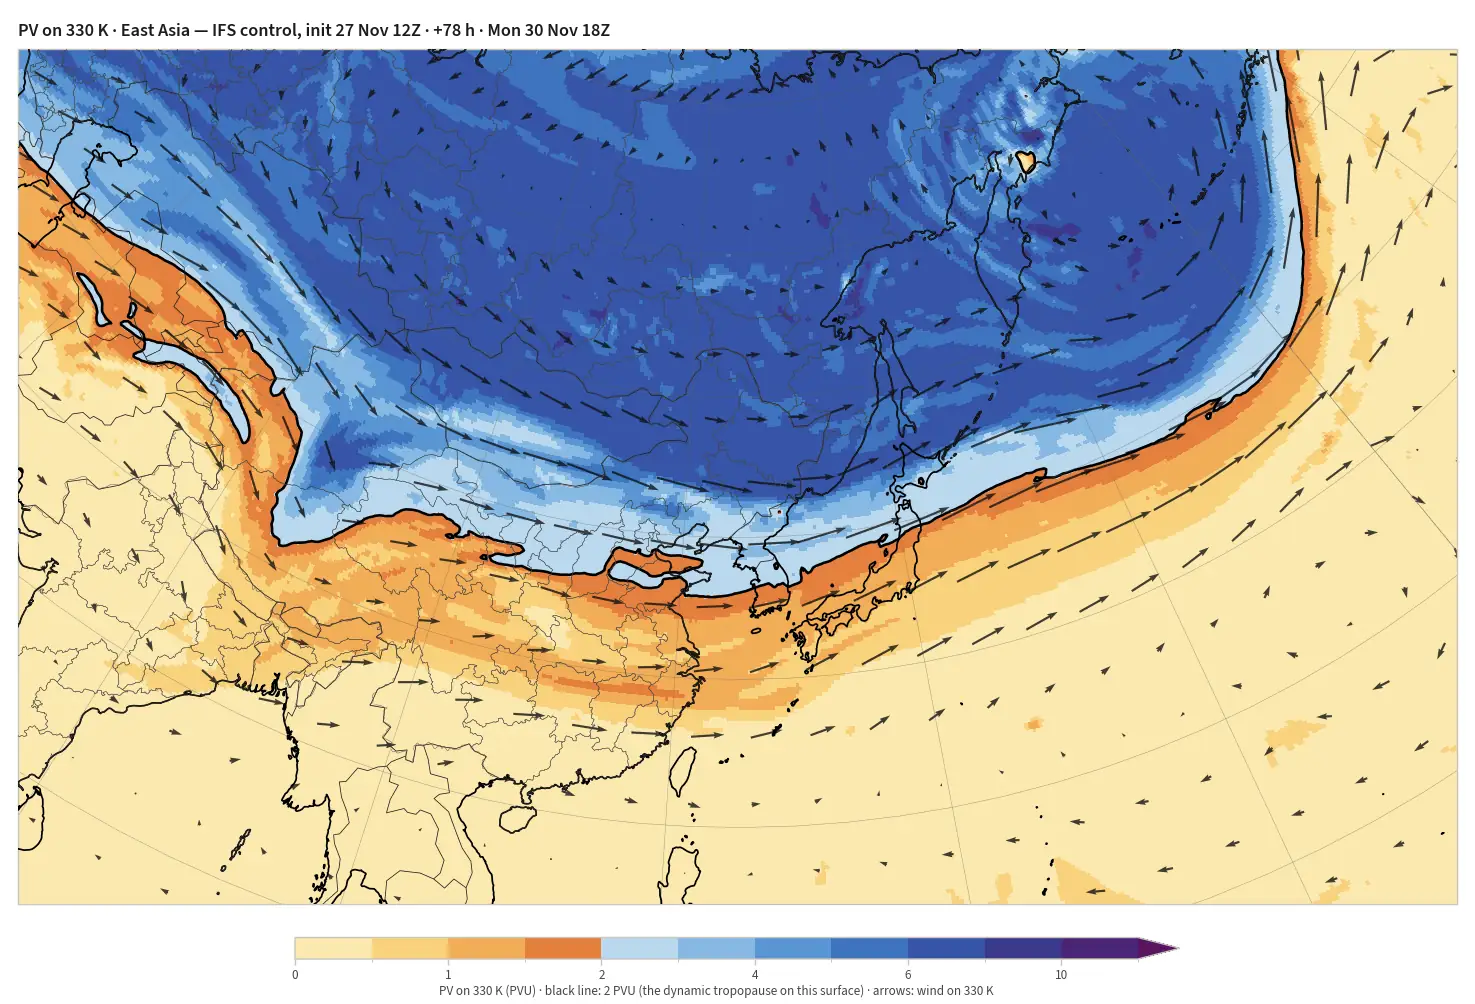 PV on 330 K · East Asia — IFS control, init 27 Nov 12Z · +78 h · Mon 30 Nov 18Z
0 1 2 4 6 10
PV on 330 K (PVU) · black line: 2 PVU (the dynamic tropopause on this surface) · arrows: wind on 330 K